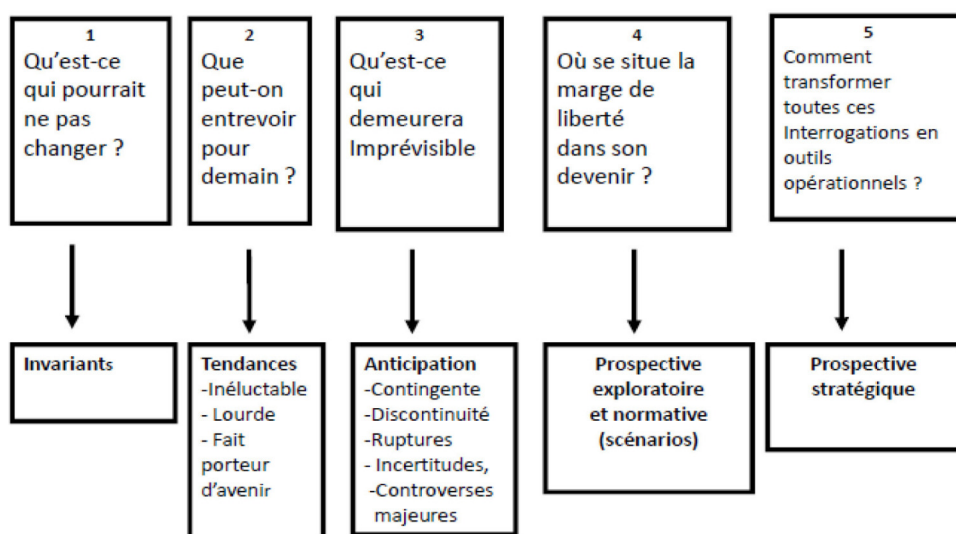 1
Qu'est-ce
qui pourrait
ne pas
changer ?
2
Que
peut-on
entrevoir
pour
demain ?
3
Qu'est-ce
qui
demeurera
Imprévisible
4
Où se situe la
marge de
liberté
dans son
devenir ?
5
Comment
transformer
toutes ces
Interrogations en
outils
opérationnels ?
Invariants
Tendances
-Inéluctable
- Lourde
- Fait
porteur
d'avenir
Anticipation
-Contingente
-Discontinuité
-Ruptures
- Incertitudes,
-Controverses
majeures
Prospective
exploratoire
et normative
(scénarios)
Prospective
stratégique